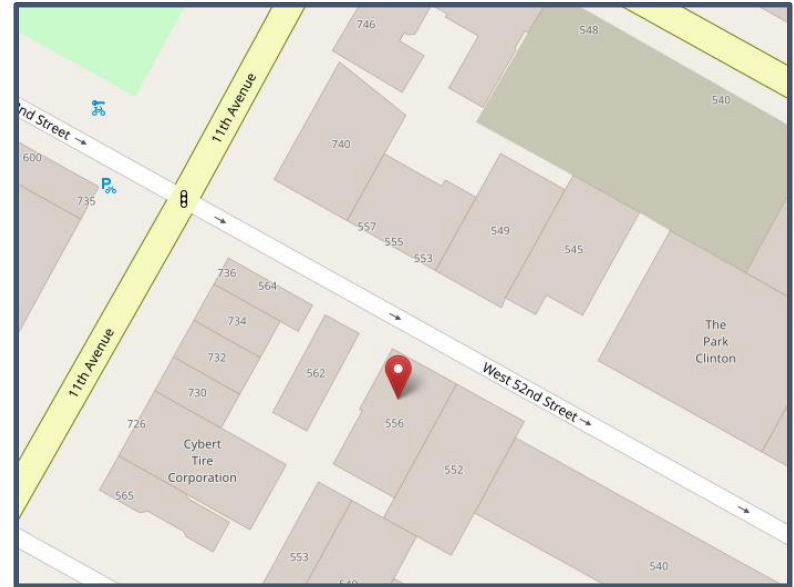 746
548
540
11th Avenue
2nd Street →
740
600
P
735
557
555
553
549
545
736
564
734
732
730
562
The
Park
Clinton
11th Avenue
West 52nd Street →
726
Cybert
Tire
Corporation
556
552
565
553
540